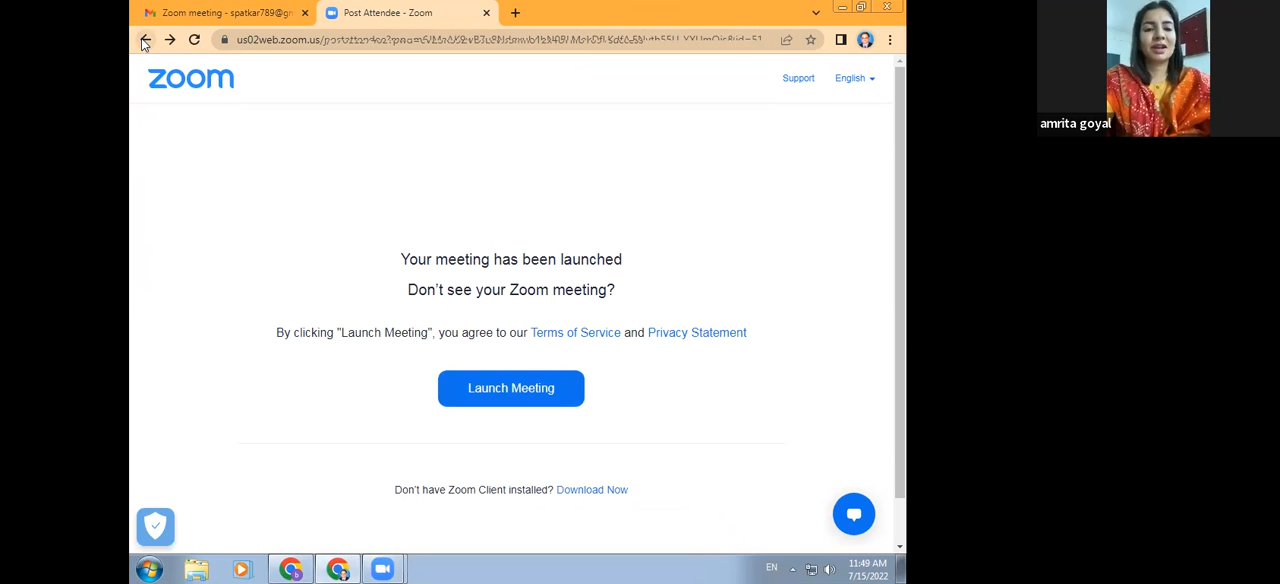 Zoom meeting - spatkar789@gm
Post Attendee - Zoom
zoom
Support
English
Your meeting has been launched
Don't see your Zoom meeting?
By clicking "Launch Meeting", you agree to our Terms of Service and Privacy Statement
Launch Meeting
Don't have Zoom Client installed? Download Now
EN
11:49 AM
7/15/2022
amrita goyal